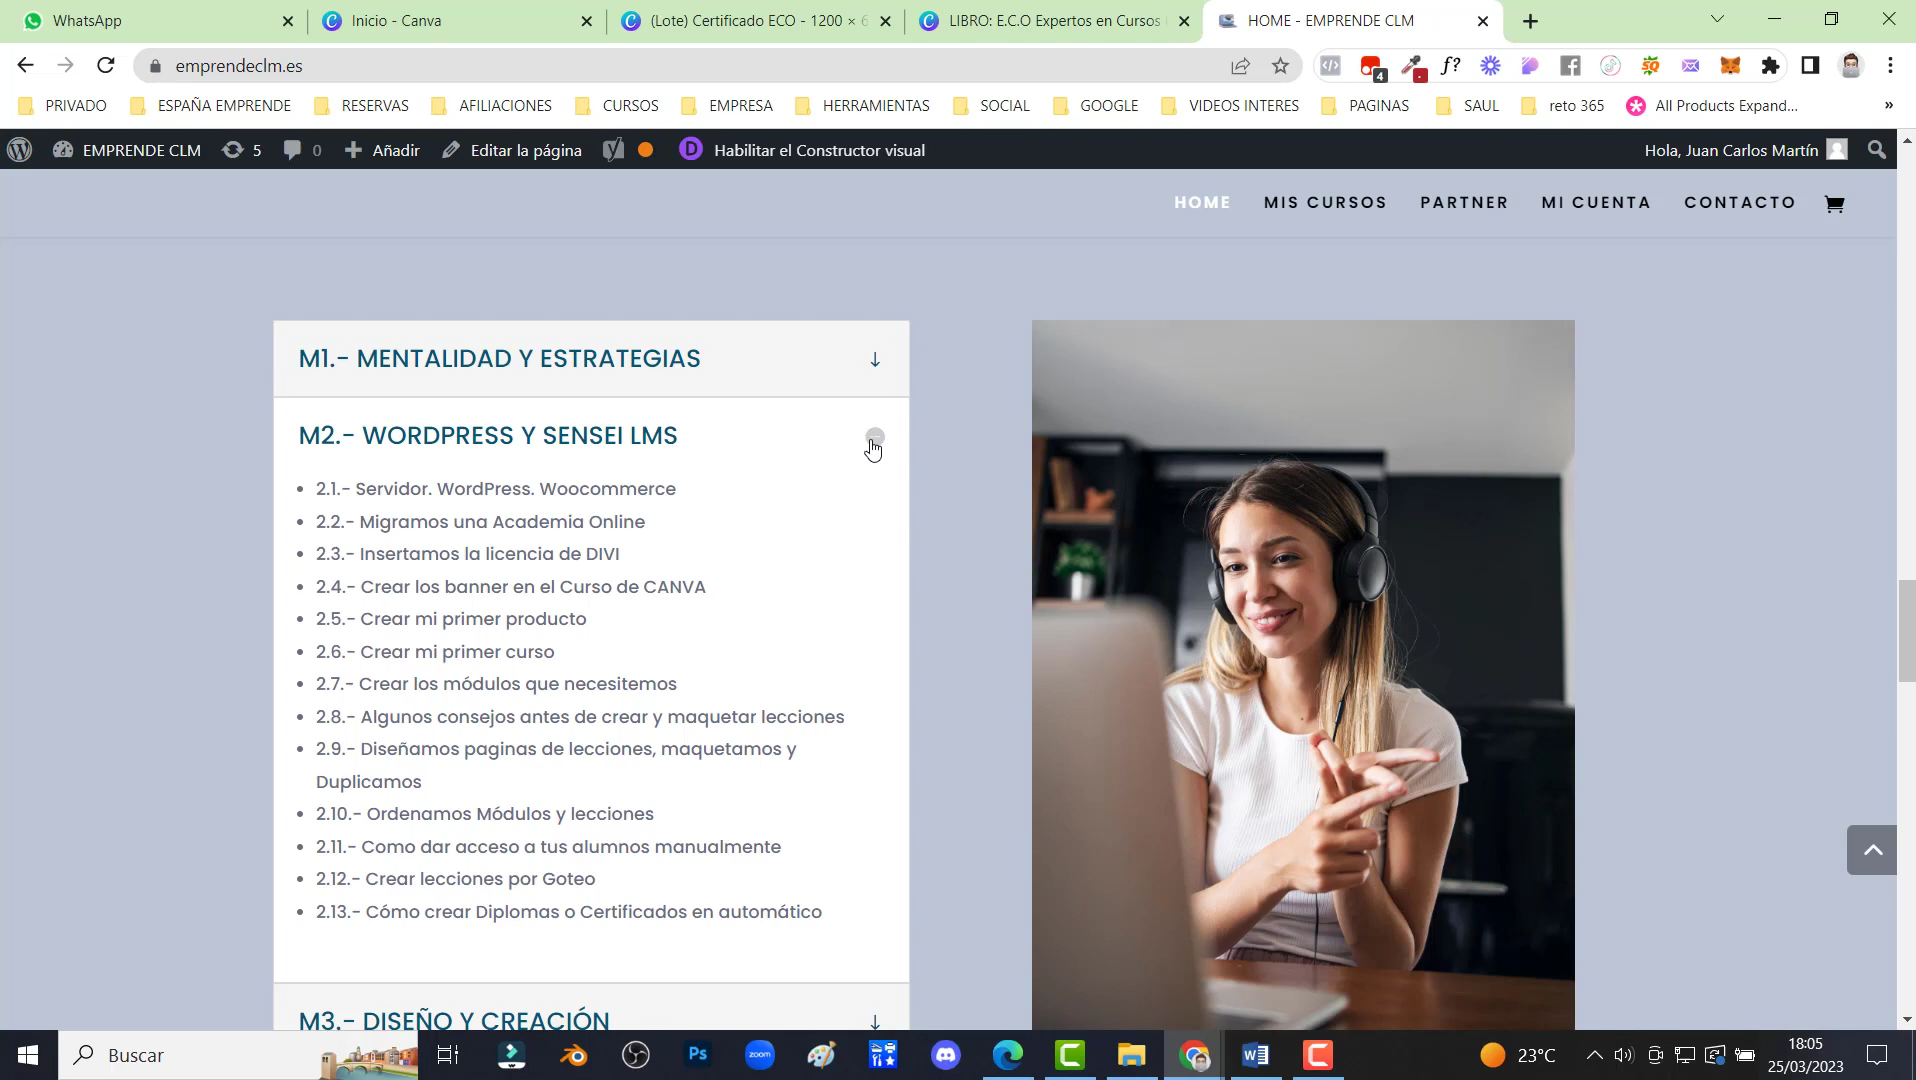 WhatsApp
Inicio - Canva
(Lote) Certificado ECO - 1200 × 6
LIBRO: E.C.O Expertos en Cursos
HOME - EMPRENDE CLM
emprendeclm.es
4
f?
PRIVADO
ESPAÑA EMPRENDE
RESERVAS
AFILIACIONES
CURSOS
EMPRESA
HERRAMIENTAS
SOCIAL
GOOGLE
VIDEOS INTERES
PAGINAS
SAUL
reto 365
All Products Expand...
»
EMPRENDE CLM
5
0
Añadir
Editar la página
D
Habilitar el Constructor visual
Hola, Juan Carlos Martín
HOME
MIS CURSOS
PARTNER
MI CUENTA
CONTACTO
M1.- MENTALIDAD Y ESTRATEGIAS
M2.- WORDPRESS Y SENSEI LMS
2.1.- Servidor. WordPress. Woocommerce
2.2.- Migramos una Academia Online
2.3.- Insertamos la licencia de DIVI
2.4.- Crear los banner en el Curso de CANVA
2.5.- Crear mi primer producto
2.6.- Crear mi primer curso
2.7.- Crear los módulos que necesitemos
2.8.- Algunos consejos antes de crear y maquetar lecciones
2.9.- Diseñamos paginas de lecciones, maquetamos y
Duplicamos
2.10.- Ordenamos Módulos y lecciones
2.11.- Como dar acceso a tus alumnos manualmente
2.12.- Crear lecciones por Goteo
2.13.- Cómo crear Diplomas o Certificados en automático
M3.- DISEÑO Y CREACIÓN
Buscar
Ps
zoom
23°C
18:05
25/03/2023